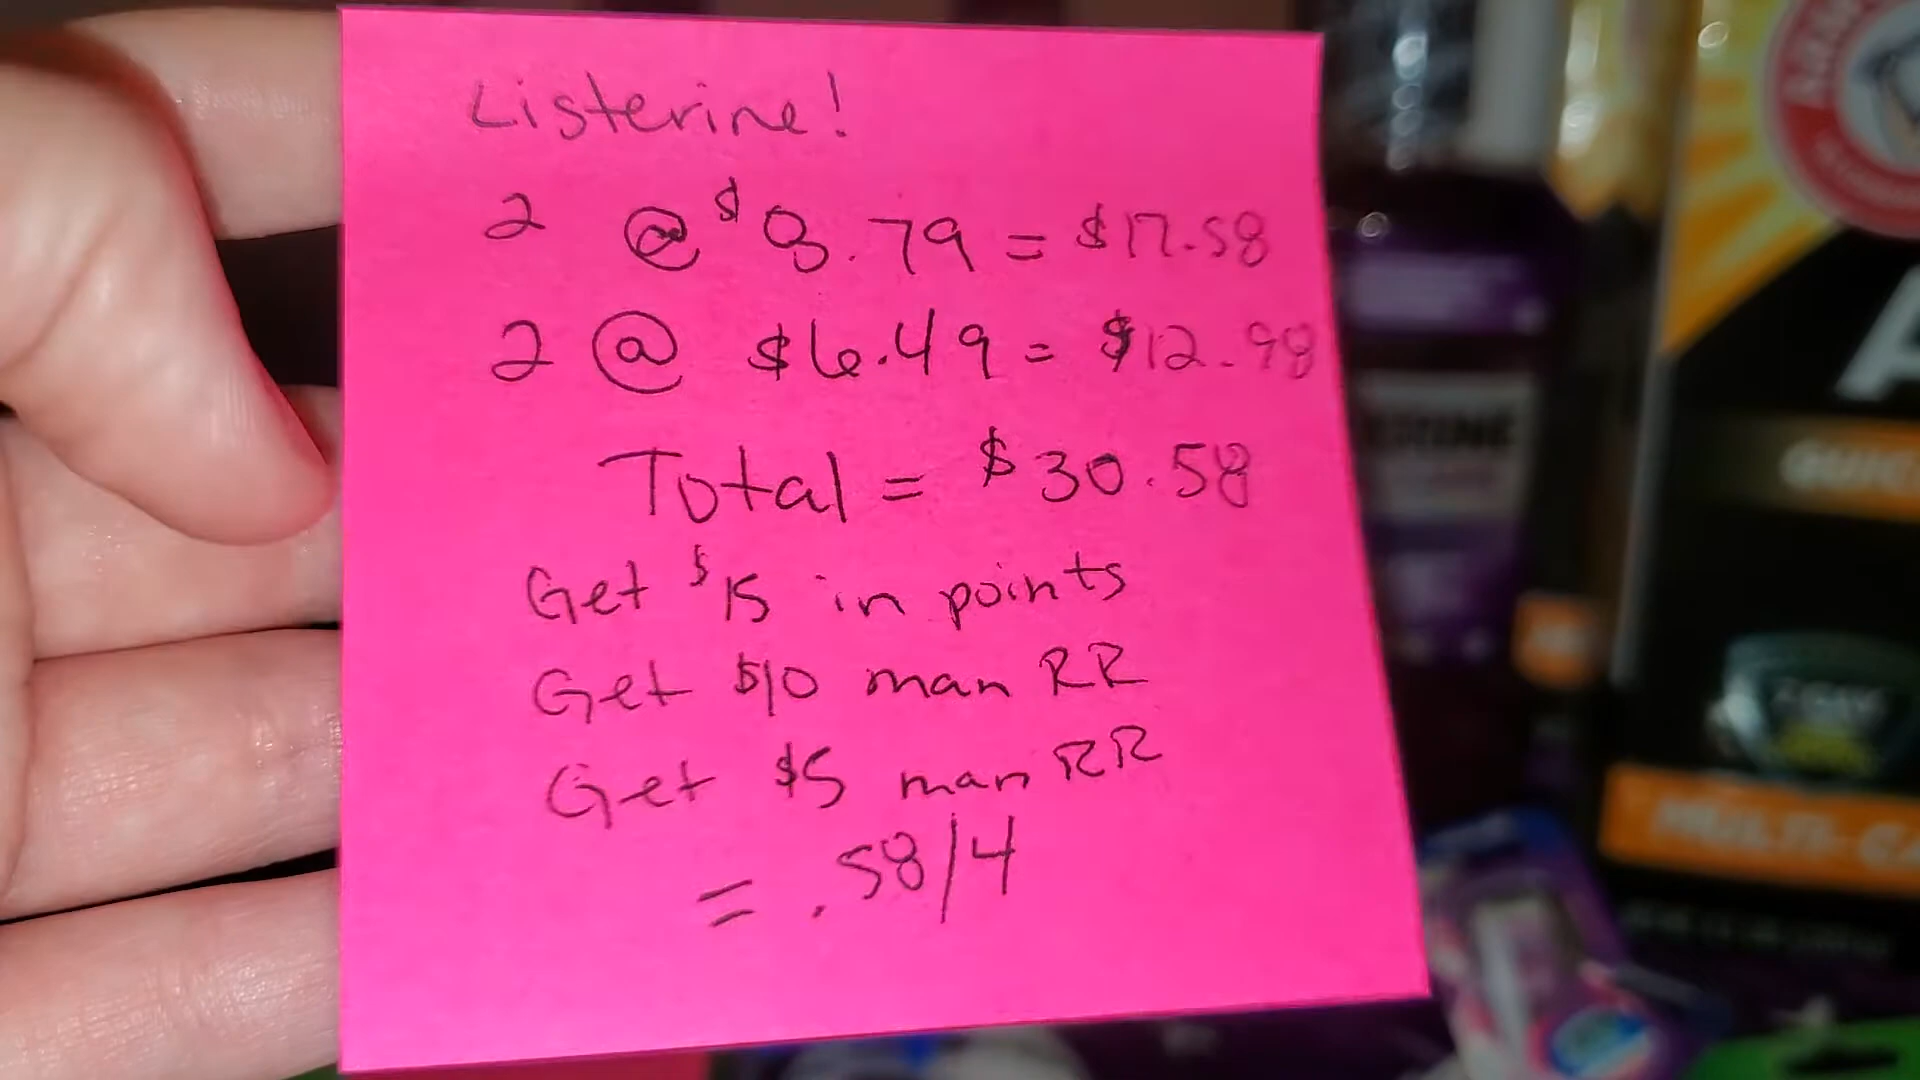 Listerine!
2 @ $8.79 = $17.58
2 @ $6.49 = $12.98
Total = $30.58
Get $15 in points
Get $10 man RR
Get $5 man RR
= .58/4